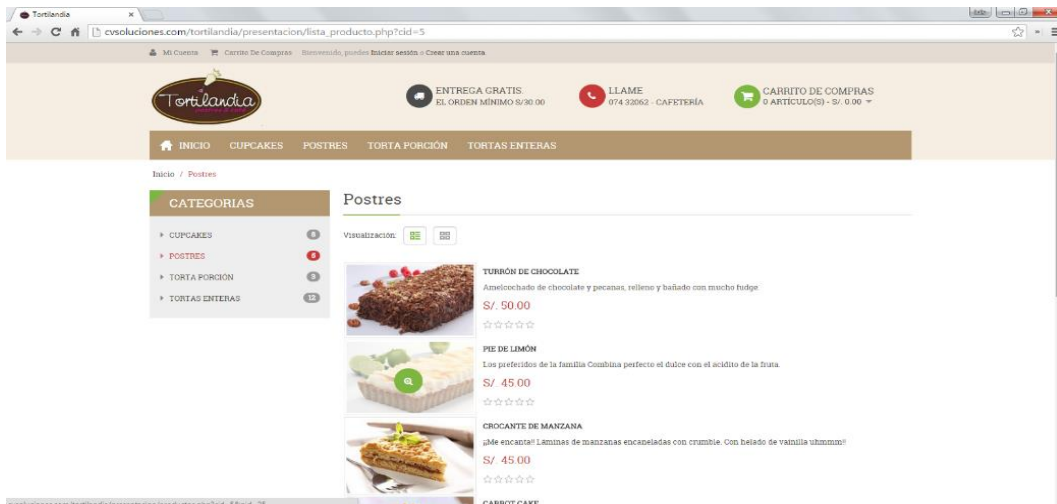 Tortilandia
cvsoluciones.com/tortilandia/presentacion/lista_producto.php?cid=5
Mi Cuenta Carrito De Compras Bienvenido, puedes Iniciar sesión o Crear una cuenta.
Tortilandia
ENTREGA GRATIS.
EL ORDEN MÍNIMO S/30.00
LLAME
074 32062 - CAFETERÍA
CARRITO DE COMPRAS
0 ARTÍCULO(S) - S/. 0.00
INICIO CUPCAKES POSTRES TORTA PORCIÓN TORTAS ENTERAS
Inicio / Postres
CATEGORIAS
CUPCAKES
POSTRES
TORTA PORCIÓN
TORTAS ENTERAS 12
Postres
Visualización:
TURRÓN DE CHOCOLATE
Amelcochado de chocolate y pecanas, relleno y bañado con mucho fudge
S/. 50.00
PIE DE LIMÓN
Los preferidos de la familia Combina perfecto el dulce con el acidito de la fruta.
S/. 45.00
CROCANTE DE MANZANA
¡¡Me encanta!! Láminas de manzanas encaneladas con crumble. Con helado de vainilla uhmmm!!
S/. 45.00
CARROT CAKE